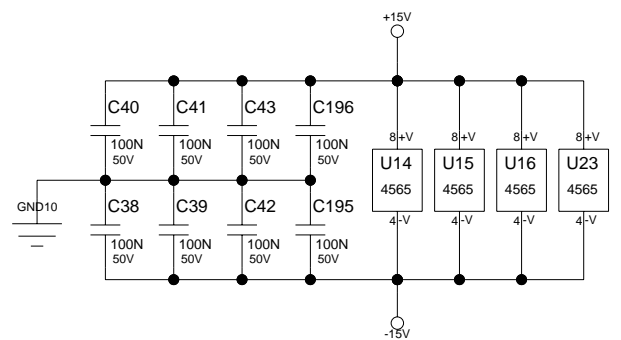 +15V
C40 C41 C43 C196
8 +V 8 +V 8 +V 8 +V
100N 100N 100N 100N
50V 50V 50V 50V
U14 U15 U16 U23
4565 4565 4565 4565
GND10
C38 C39 C42 C195
4 -V 4 -V 4 -V 4 -V
100N 100N 100N 100N
50V 50V 50V 50V
-15V